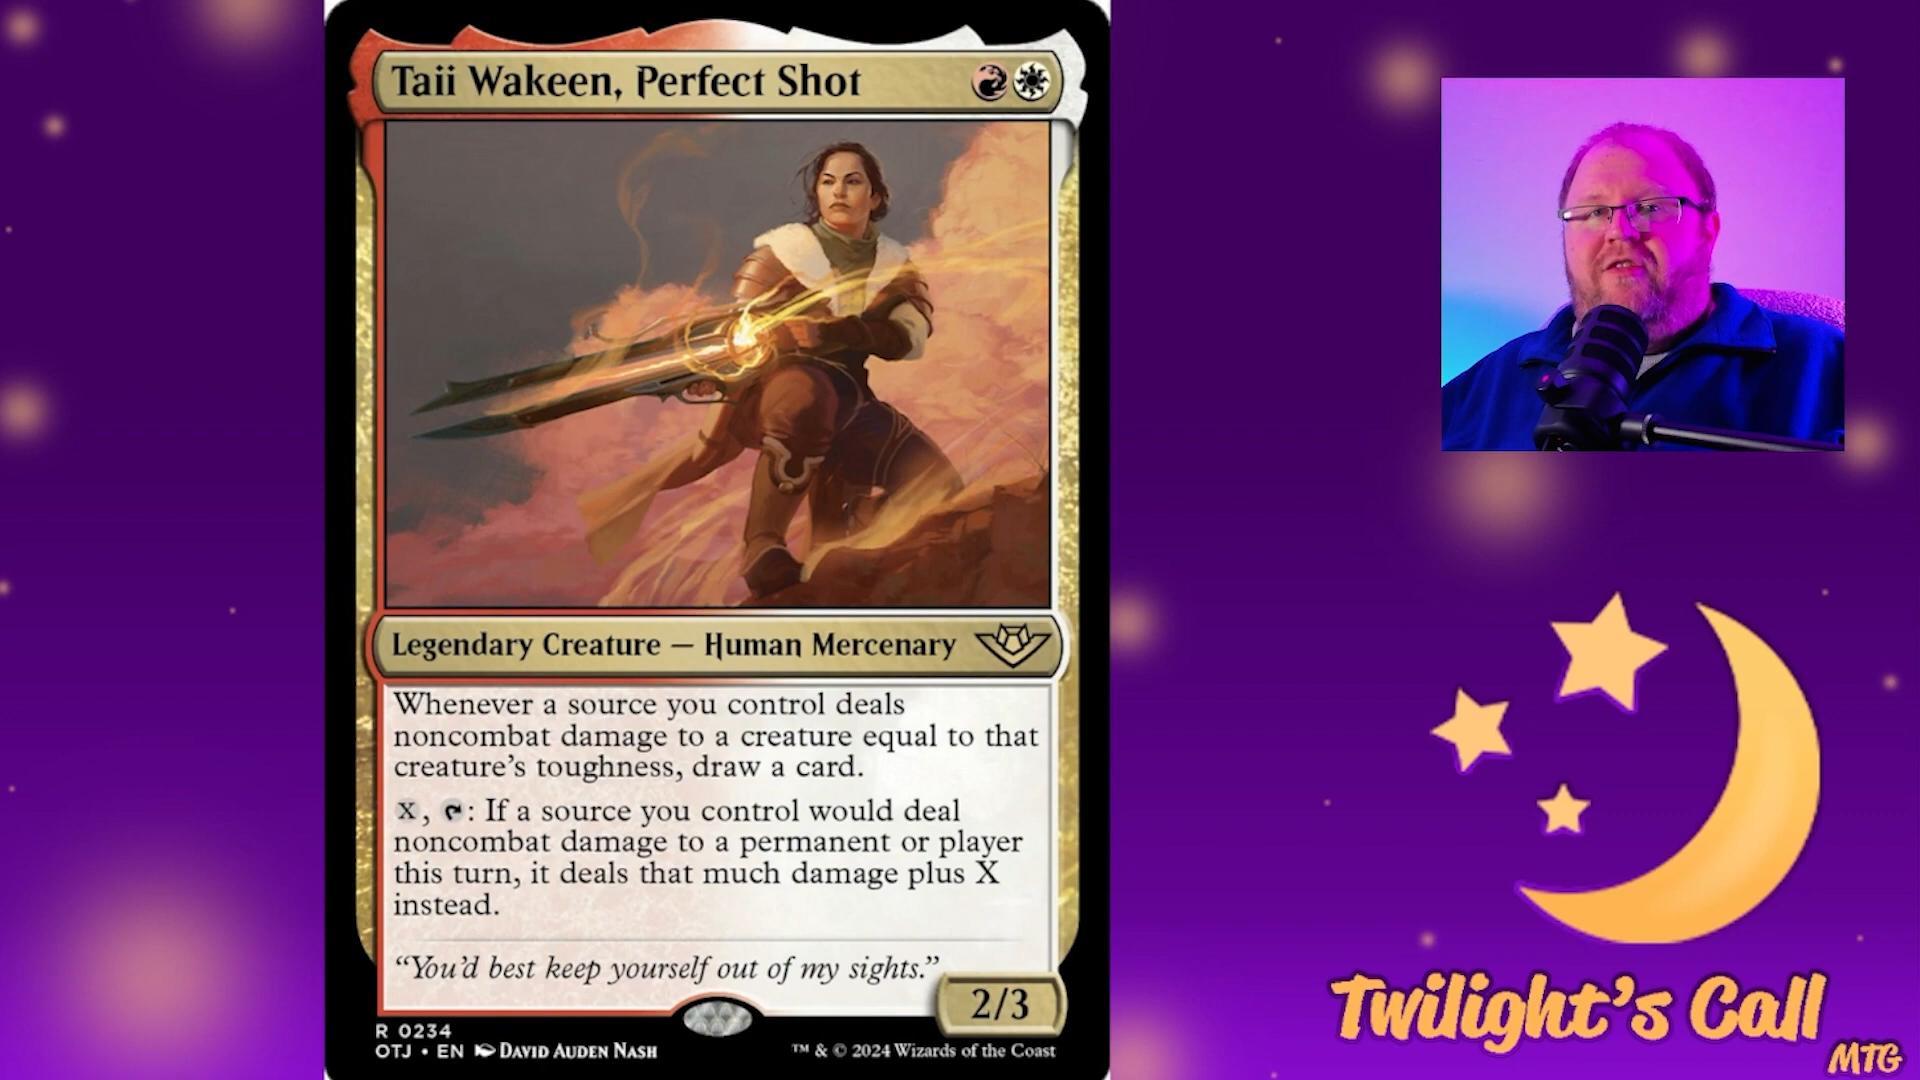 Taii Wakeen, Perfect Shot
Legendary Creature — Human Mercenary
Whenever a source you control deals
noncombat damage to a creature equal to that
creature's toughness, draw a card.
X, : If a source you control would deal
noncombat damage to a permanent or player
this turn, it deals that much damage plus X
instead.
“You'd best keep yourself out of my sights.”
2/3
R 0234
OTJ • EN DAVID AUDEN NASH
™ & © 2024 Wizards of the Coast
Twilight's Call
MTG